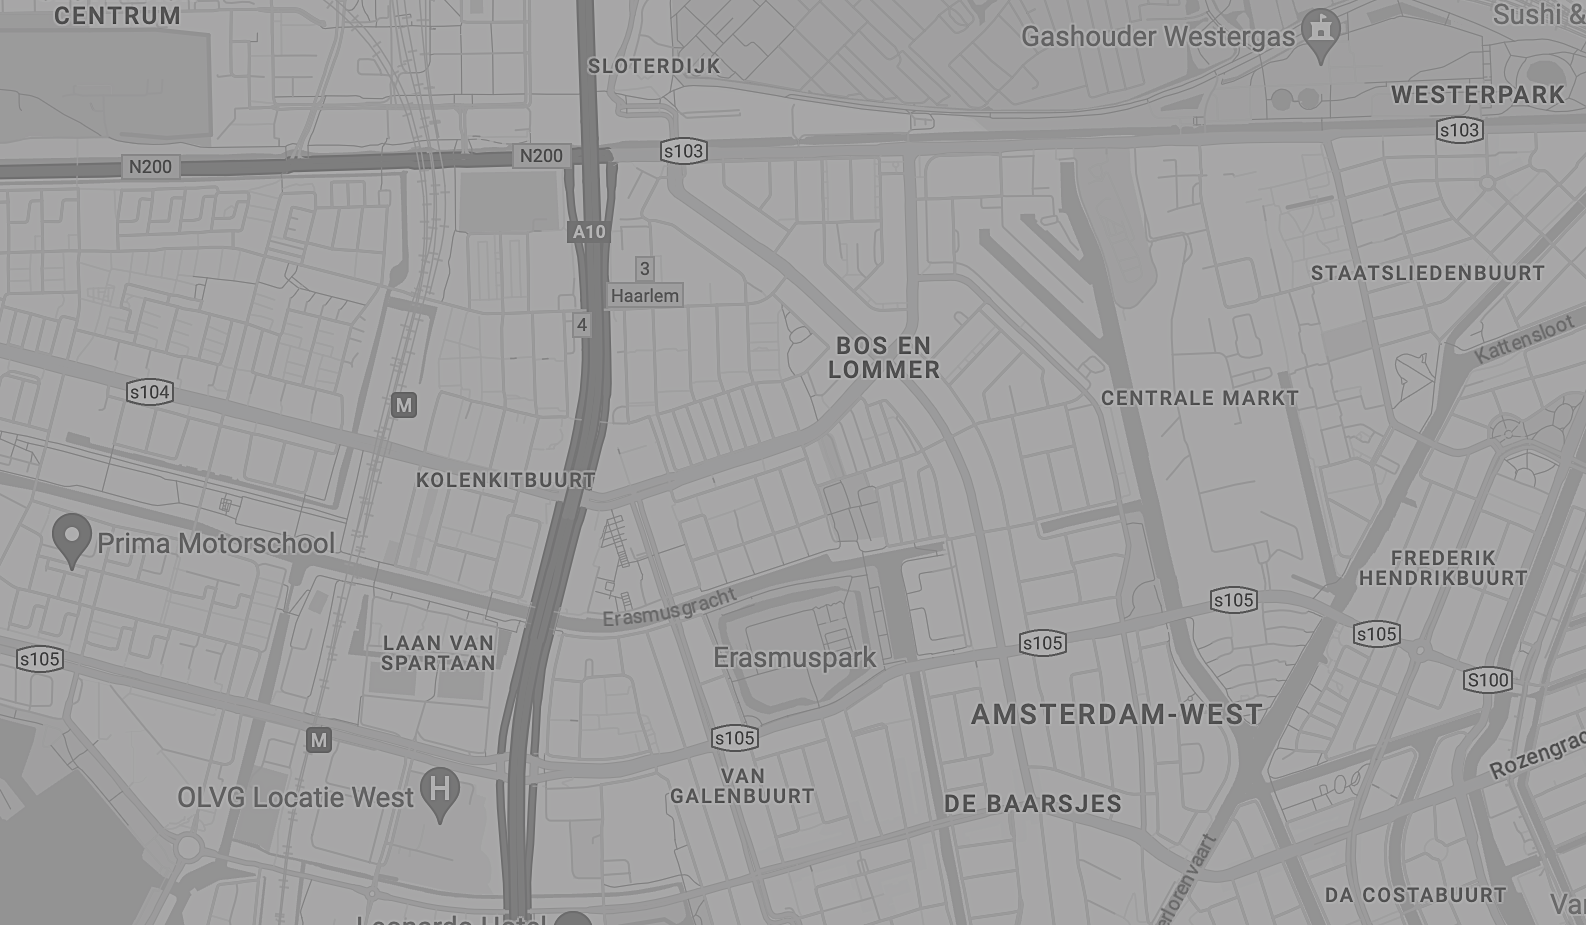 CENTRUM
Sushi &
Gashouder Westergas
SLOTERDIJK
WESTERPARK
s103
s103
N200
N200
A10
3
Haarlem
4
STAATSLIEDENBUURT
Kattensloot
BOS EN
LOMMER
s104
M
CENTRALE MARKT
KOLENKITBUURT
Prima Motorschool
FREDERIK
HENDRIKBUURT
Erasmusgracht
s105
s105
s105
LAAN VAN
SPARTAAN
s105
Erasmuspark
S100
AMSTERDAM-WEST
M
s105
Rozengrac
VAN
GALENBUURT
OLVG Locatie West
H
DE BAARSJES
erlorenvaart
DA COSTABUURT
Va